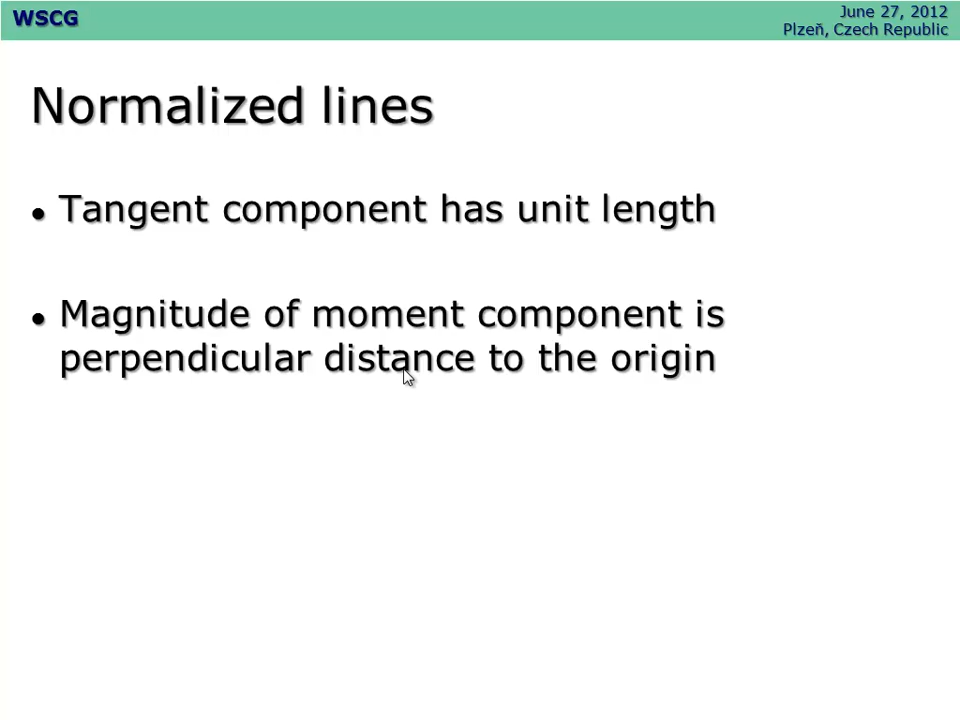 WSCG
June 27, 2012
Plzeň, Czech Republic
Normalized lines
• Tangent component has unit length
• Magnitude of moment component is
perpendicular distance to the origin